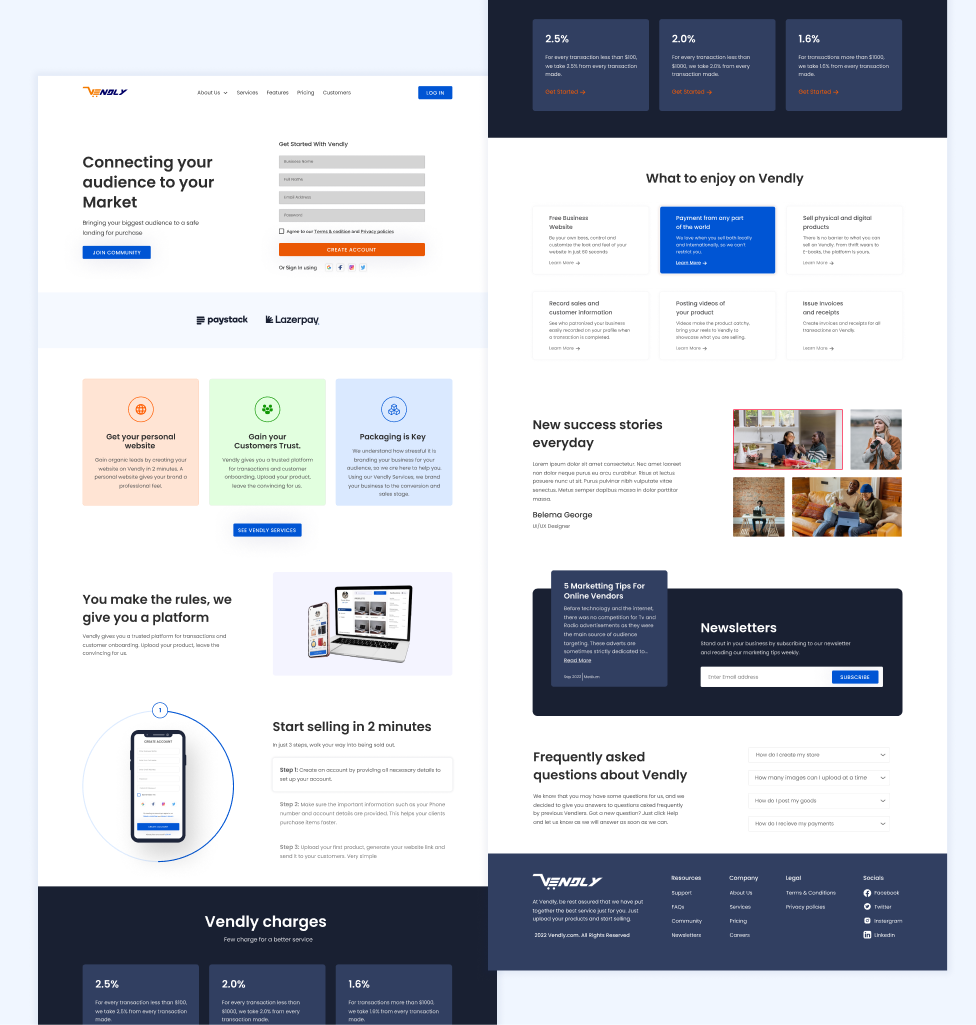 VENDLY
About Us
Services
Features
Pricing
Customers
LOG IN
Connecting your
audience to your
Market
Bringing your biggest audience to a safe
landing for purchase
JOIN COMMUNITY
Get Started With Vendly
Business Name
Full Name
Email Address
Password
Agree to our Terms & codition and Privacy policies
CREATE ACCOUNT
Or Sign in using
paystack
Lazerpay
Get your personal
website
Gain organic leads by creating your
website on Vendly in 2 minutes. A
personal website gives your brand a
professional feel.
Gain your
Customers Trust.
Vendly gives you a trusted platform
for transactions and customer
onboarding. Upload your product,
leave the convincing for us.
Packaging is Key
We understand how stressful it is
branding your business for your
audience, so we are here to help you.
Using our Vendly Services, we brand
your business to the conversion and
sales stage.
SEE VENDLY SERVICES
You make the rules, we
give you a platform
Vendly gives you a trusted platform for transactions and
customer onboarding. Upload your product, leave the
convincing for us.
1
CREATE ACCOUNT
Start selling in 2 minutes
In just 3 steps, walk your way into being sold out.
Step 1: Create an account by providing all necessary details to
set up your account.
Step 2: Make sure the important information such as your Phone
number and account details are provided. This helps your clients
purchase items faster.
Step 3: Upload your first product, generate your website link and
send it to your customers. Very simple
Vendly charges
Few charge for a better service
2.5%
For every transaction less than $100,
we take 2.5% from every transaction
made.
2.0%
For every transaction less than
$1000, we take 2.0% from every
transaction made.
1.6%
For transactions more than $1000,
we take 1.6% from every transaction
made.
2.5%
For every transaction less than $100,
we take 2.5% from every transaction
made.
Get Started →
2.0%
For every transaction less than
$1000, we take 2.0% from every
transaction made.
Get Started →
1.6%
For transactions more than $1000,
we take 1.6% from every transaction
made.
Get Started →
What to enjoy on Vendly
Free Business
Website
Be your own boss, control and
customize the look and feel of your
website in just 60 seconds
Learn More →
Payment from any part
of the world
We love when you sell both locally
and internationally, so we can't
restrict you.
Learn More →
Sell physical and digital
products
There is no barrier to what you can
sell on Vendly. From thrift wears to
E-books, the platform is yours.
Learn More →
Record sales and
customer information
See who patronized your business
easily recorded on your profile when
a transaction is completed.
Learn More →
Posting videos of
your product
Videos make the product catchy,
bring your reels to Vendly to
showcase what you are selling.
Learn More →
Issue invoices
and receipts
Create invoices and receipts for all
transactions on Vendly.
Learn More →
New success stories
everyday
Lorem ipsum dolor sit amet consectetur. Nec amet laoreet
non dolor neque purus eu arcu curabitur. Risus at lectus
posuere nunc ut sit. Purus pulvinar nibh vulputate vitae
senectus. Metus semper dapibus massa in dolor porttitor
massa.
Belema George
UI/UX Designer
5 Marketting Tips For
Online Vendors
Before technology and the internet,
there was no competition for Tv and
Radio advertisements as they were
the main source of audience
targeting. These adverts are
sometimes strictly dedicated to...
Read More
Sep 2022 | Medium
Newsletters
Stand out in your business by subscribing to our newsletter
and reading our marketing tips weekly.
Enter Email address
SUBSCRIBE
Frequently asked
questions about Vendly
We know that you may have some questions for us, and we
decided to give you answers to questions asked frequently
by previous Vendiers. Got a new question? Just click Help
and let us know as we will answer as soon as we can.
How do I create my store
How many images can I upload at a time
How do I post my goods
How do I recieve my payments
VENDLY
At Vendly, be rest assured that we have put
together the best service just for you. Just
upload your products and start selling.
2022 Vendly.com. All Rights Reserved
Resources
Support
FAQs
Community
Newsletters
Company
About Us
Services
Pricing
Careers
Legal
Terms & Conditions
Privacy policies
Socials
Facebook
Twitter
Instergram
Linkedin